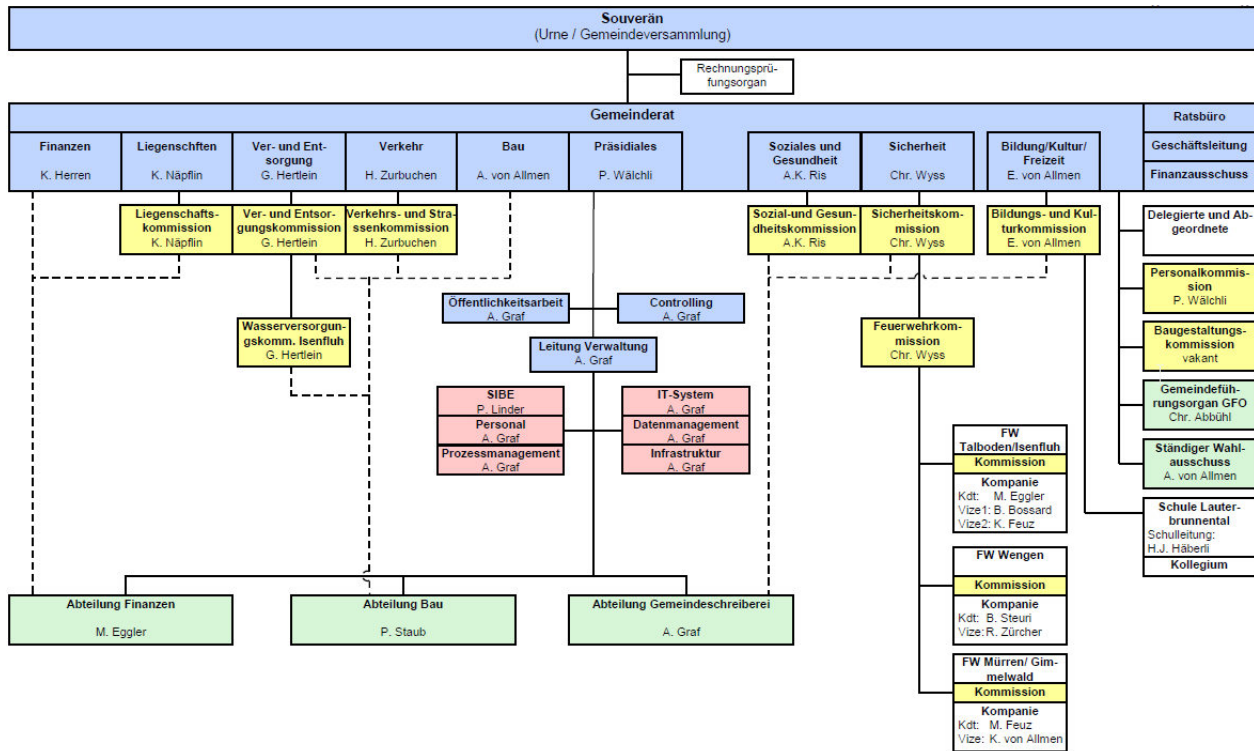 Souverän
(Urne / Gemeindeversammlung)
Rechnungsprü-
fungsorgan
Gemeinderat
Ratsbüro
Geschäftsleitung
Finanzausschuss
Finanzen
K. Herren
Liegenschften
K. Näpflin
Ver- und Ent-
sorgung
G. Hertlein
Verkehr
H. Zurbuchen
Bau
A. von Allmen
Präsidiales
P. Wälchli
Soziales und
Gesundheit
A.K. Ris
Sicherheit
Chr. Wyss
Bildung/Kultur/
Freizeit
E. von Allmen
Liegenschafts-
kommission
K. Näpflin
Ver- und Entsor-
gungskommission
G. Hertlein
Verkehrs- und Stra-
ssenkommission
H. Zurbuchen
Sozial-und Gesun-
dheitskommission
A.K. Ris
Sicherheitskom-
mission
Chr. Wyss
Bildungs- und Kul-
turkommission
E. von Allmen
Delegierte und Ab-
geordnete
Personalkommis-
sion
P. Wälchli
Baugestaltungs-
kommission
vakant
Gemeindefüh-
rungsorgan GFO
Chr. Abbühl
Ständiger Wahl-
ausschuss
A. von Allmen
Schule Lauter-
brunnental
Schulleitung:
H.J. Häberli
Kollegium
Öffentlichkeitsarbeit
A. Graf
Controlling
A. Graf
Wasserversorgun-
gskomm. Isenfluh
G. Hertlein
Leitung Verwaltung
A. Graf
Feuerwehrkom-
mission
Chr. Wyss
SIBE
P. Linder
Personal
A. Graf
Prozessmanagement
A. Graf
IT-System
A. Graf
Datenmanagement
A. Graf
Infrastruktur
A. Graf
FW
Talboden/Isenfluh
Kommission
Kompanie
Kdt: M. Eggler
Vize1: B. Bossard
Vize2: K. Feuz
FW Wengen
Kommission
Kompanie
Kdt: B. Steuri
Vize: R. Zürcher
FW Mürren/ Gim-
melwald
Kommission
Kompanie
Kdt: M. Feuz
Vize: K. von Allmen
Abteilung Finanzen
M. Eggler
Abteilung Bau
P. Staub
Abteilung Gemeindeschreiberei
A. Graf